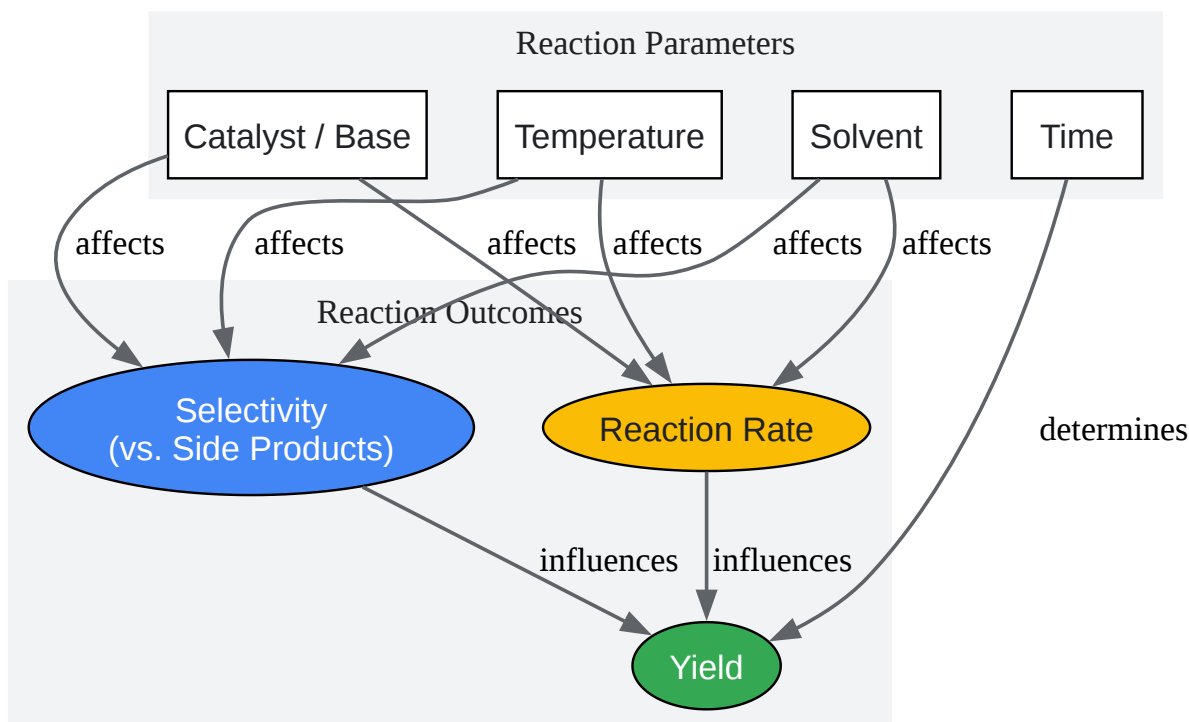 Reaction Parameters
Catalyst / Base
Temperature
Solvent
Time
affects
affects
affects
affects
affects
affects
Reaction Outcomes
Selectivity
(vs. Side Products)
Reaction Rate
determines
influences
influences
Yield